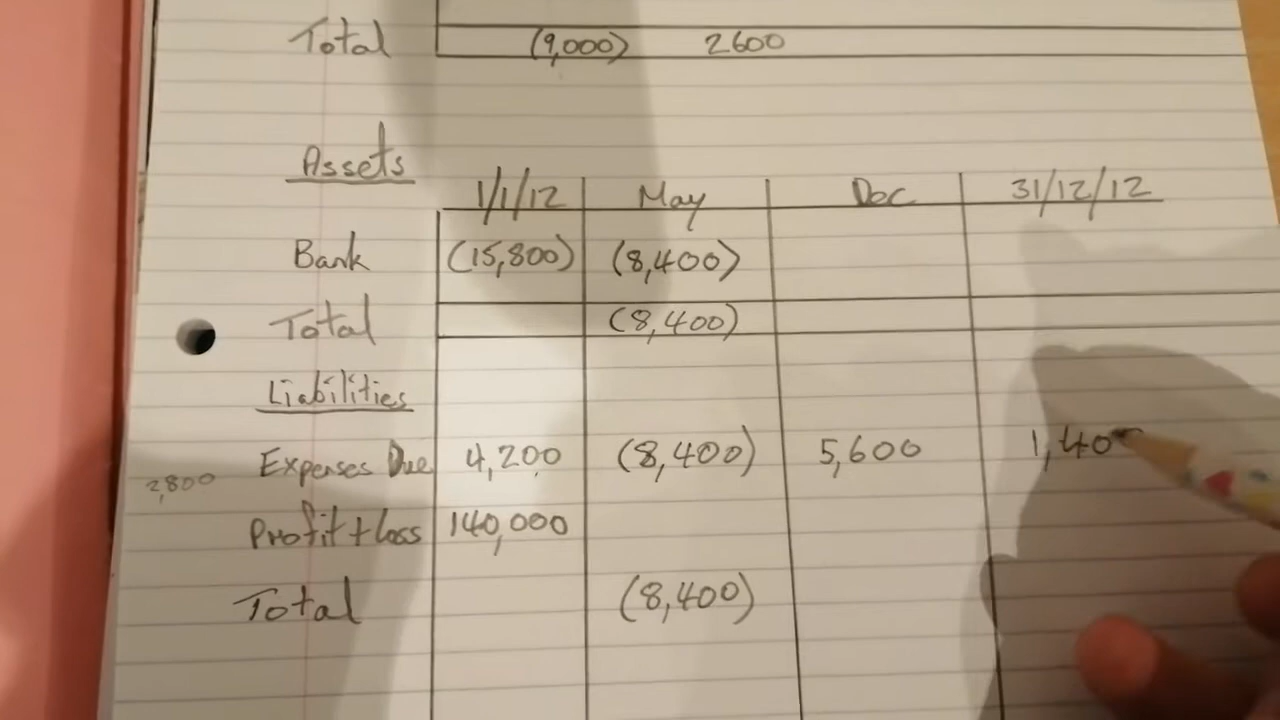 Total (9,000) 2600
Assets
1/1/12 May Dec 31/12/12
Bank (15,800) (8,400)
Total (8,400)
Liabilities
Expenses Due 4,200 (8,400) 5,600 1,400
2,800
Profit + loss 140,000
Total (8,400)